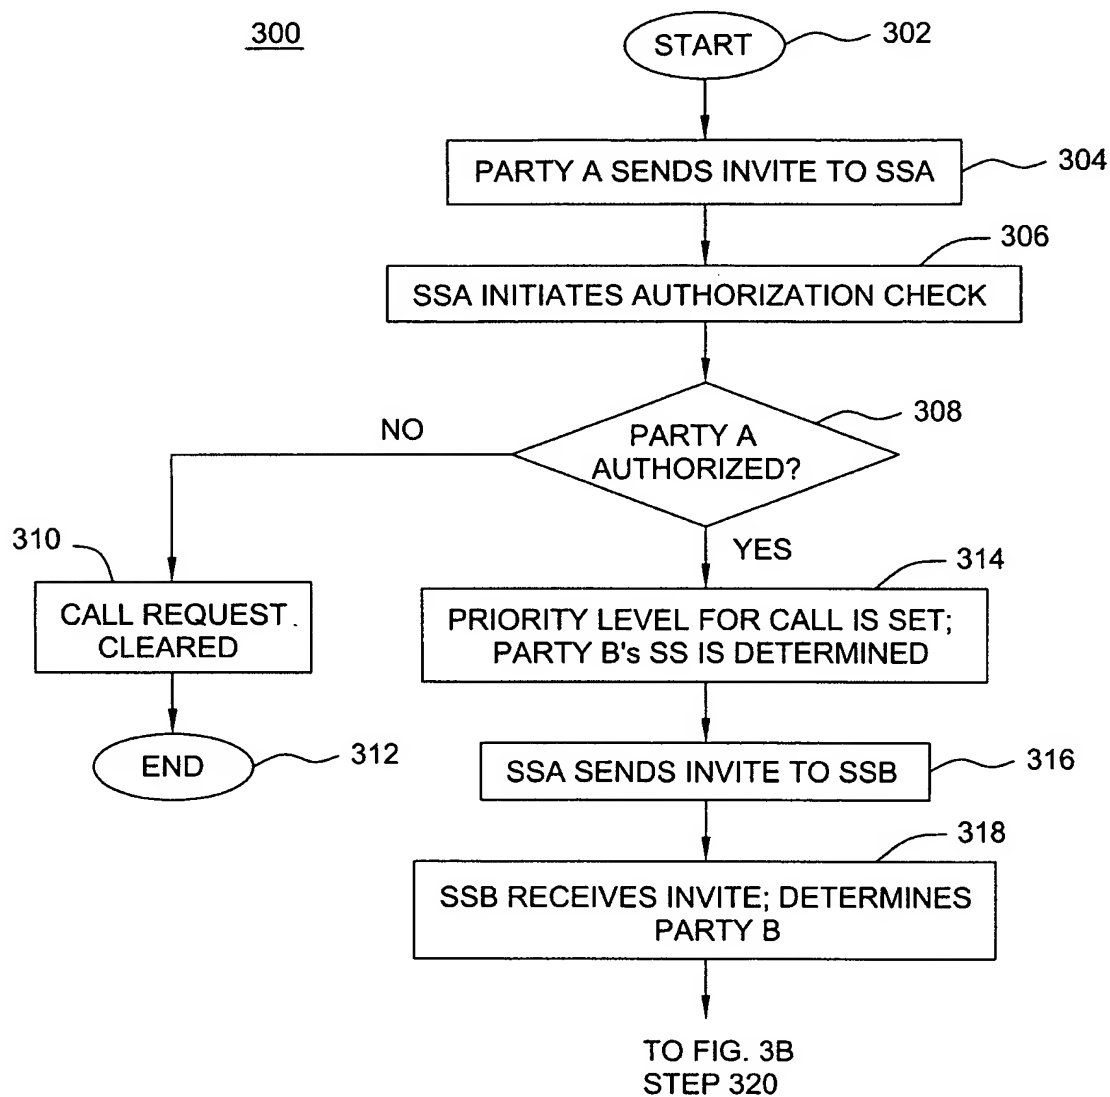 300
START
302
PARTY A SENDS INVITE TO SSA
304
306
SSA INITIATES AUTHORIZATION CHECK
308
PARTY A
AUTHORIZED?
NO
YES
310
CALL REQUEST
CLEARED
END
312
314
PRIORITY LEVEL FOR CALL IS SET;
PARTY B's SS IS DETERMINED
SSA SENDS INVITE TO SSB
316
318
SSB RECEIVES INVITE; DETERMINES
PARTY B
TO FIG. 3B
STEP 320